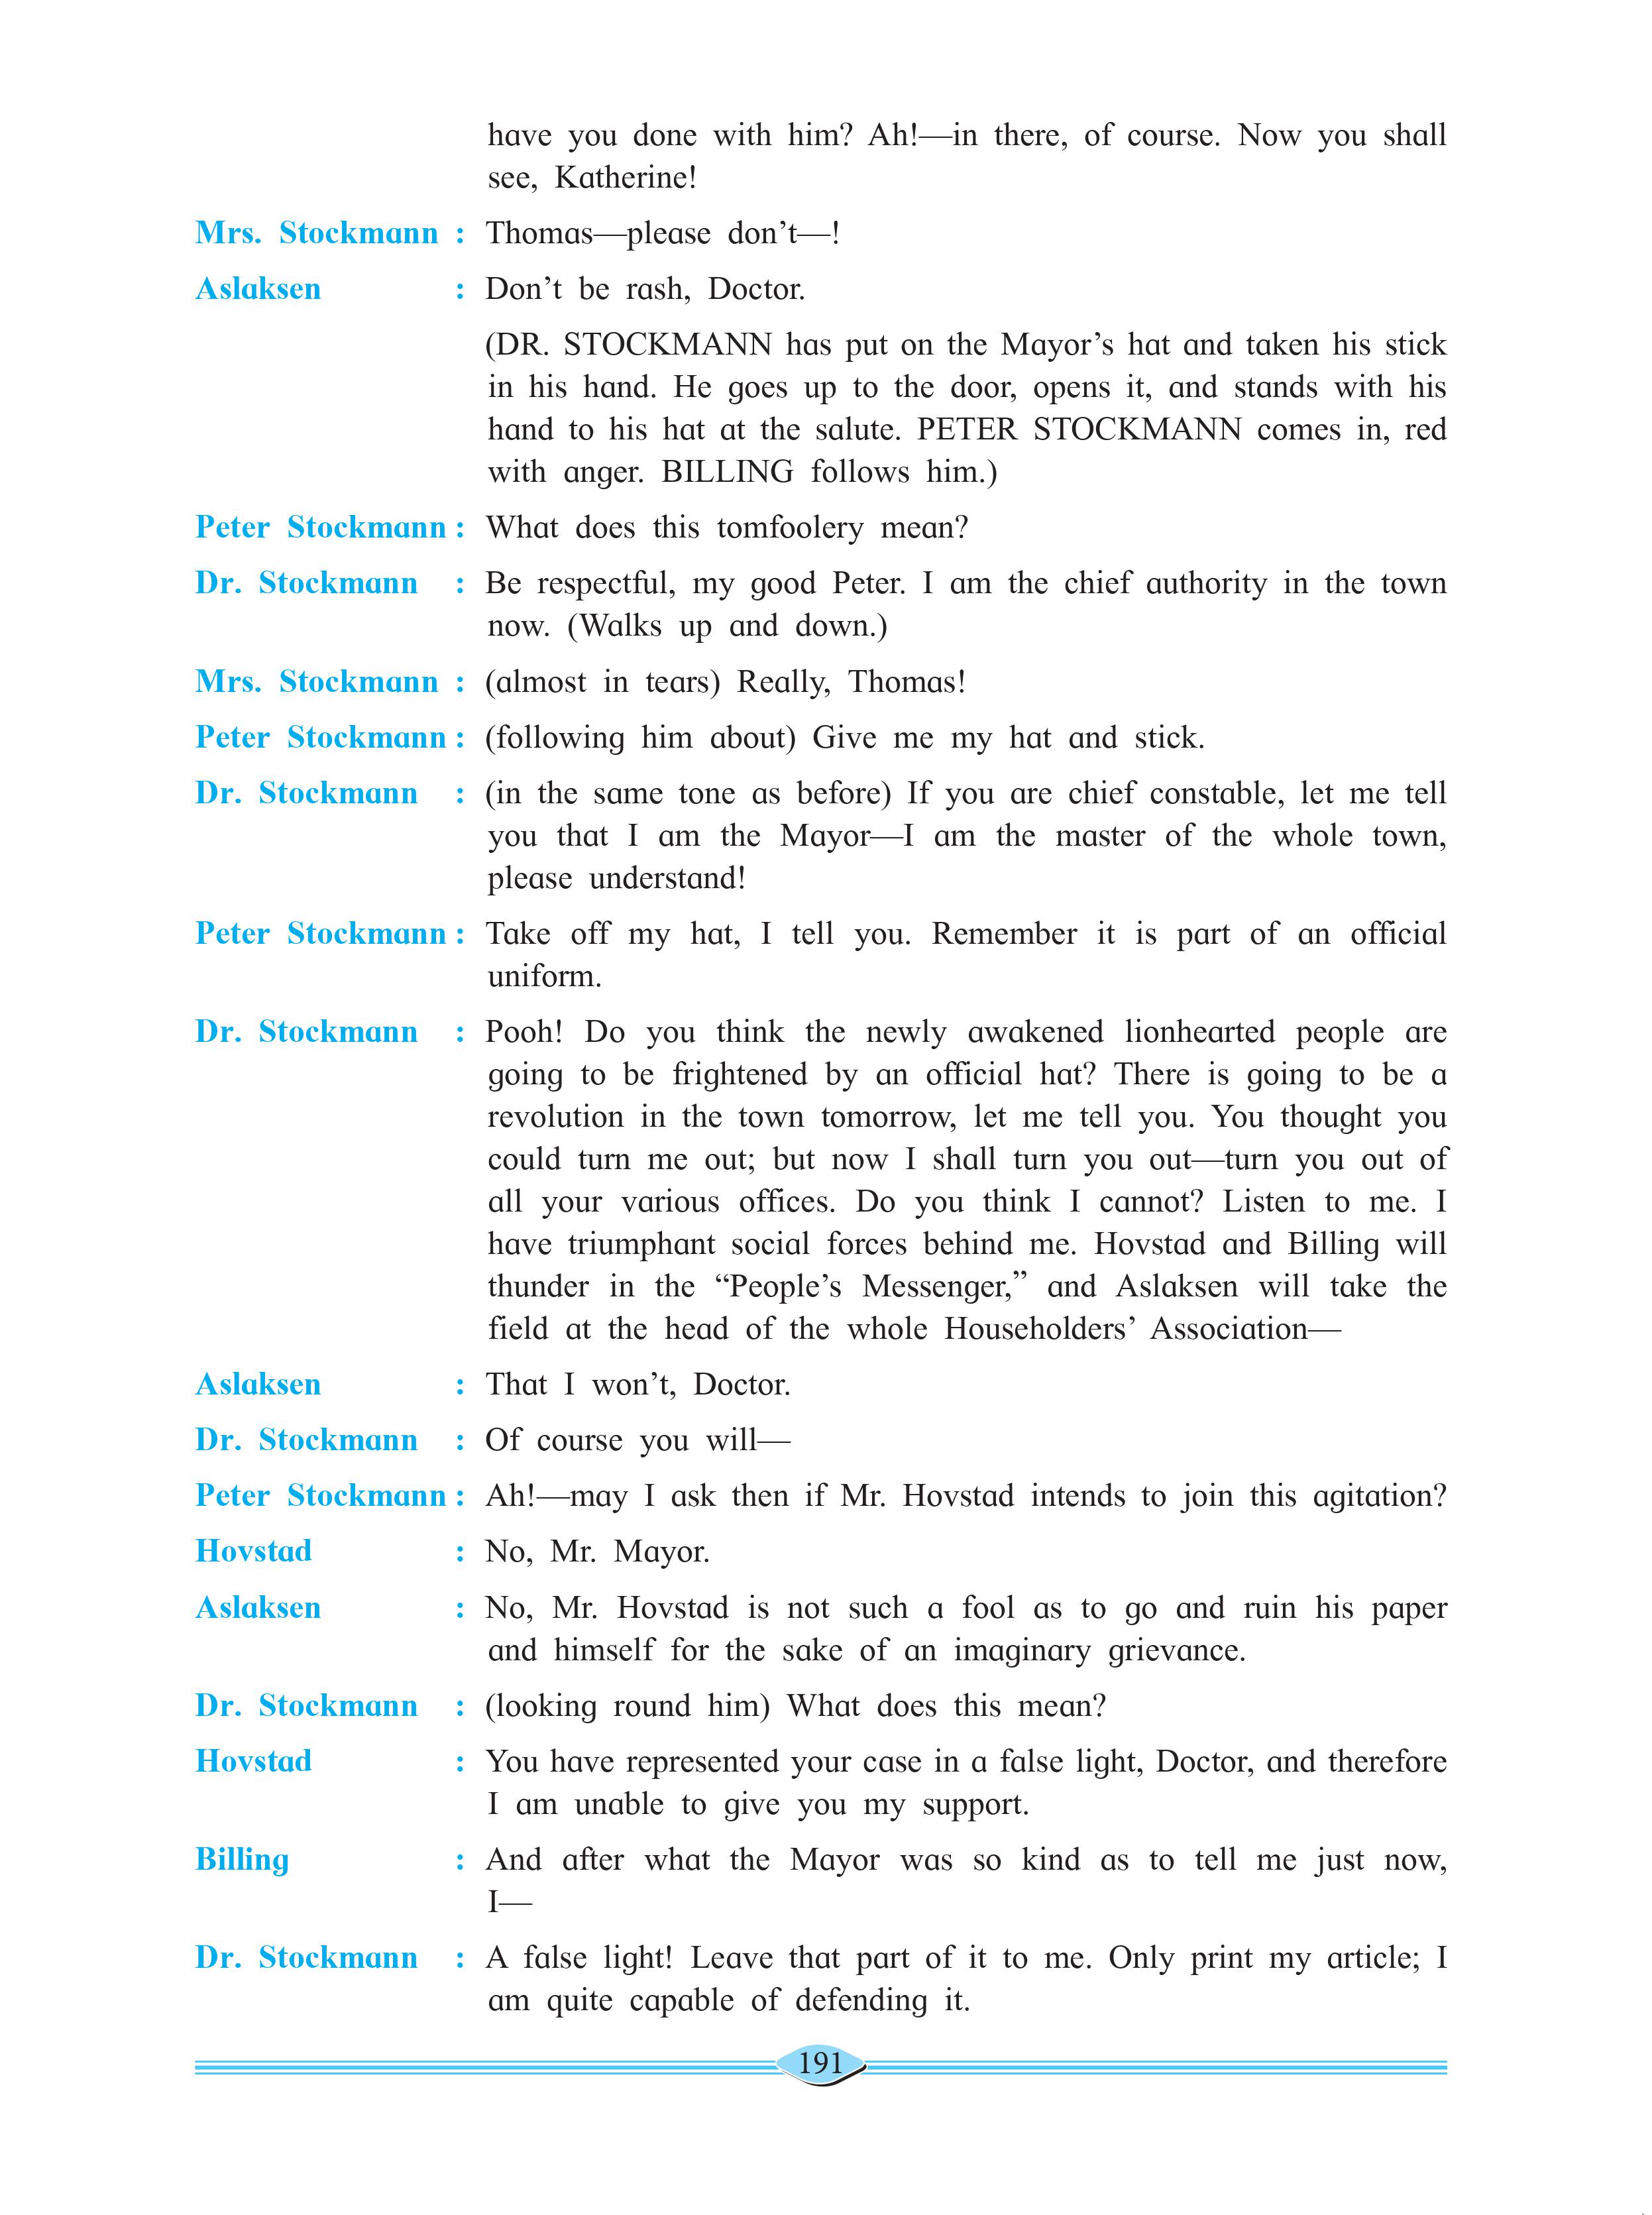 have you done with him? Ah!—in there, of course. Now you shall
see, Katherine!
Mrs. Stockmann : Thomas—please don’t—!
Aslaksen : Don’t be rash, Doctor.
(DR. STOCKMANN has put on the Mayor’s hat and taken his stick
in his hand. He goes up to the door, opens it, and stands with his
hand to his hat at the salute. PETER STOCKMANN comes in, red
with anger. BILLING follows him.)
Peter Stockmann : What does this tomfoolery mean?
Dr. Stockmann : Be respectful, my good Peter. I am the chief authority in the town
now. (Walks up and down.)
Mrs. Stockmann : (almost in tears) Really, Thomas!
Peter Stockmann : (following him about) Give me my hat and stick.
Dr. Stockmann : (in the same tone as before) If you are chief constable, let me tell
you that I am the Mayor—I am the master of the whole town,
please understand!
Peter Stockmann : Take off my hat, I tell you. Remember it is part of an official
uniform.
Dr. Stockmann : Pooh! Do you think the newly awakened lionhearted people are
going to be frightened by an official hat? There is going to be a
revolution in the town tomorrow, let me tell you. You thought you
could turn me out; but now I shall turn you out—turn you out of
all your various offices. Do you think I cannot? Listen to me. I
have triumphant social forces behind me. Hovstad and Billing will
thunder in the “People’s Messenger,” and Aslaksen will take the
field at the head of the whole Householders’ Association—
Aslaksen : That I won’t, Doctor.
Dr. Stockmann : Of course you will—
Peter Stockmann : Ah!—may I ask then if Mr. Hovstad intends to join this agitation?
Hovstad : No, Mr. Mayor.
Aslaksen : No, Mr. Hovstad is not such a fool as to go and ruin his paper
and himself for the sake of an imaginary grievance.
Dr. Stockmann : (looking round him) What does this mean?
Hovstad : You have represented your case in a false light, Doctor, and therefore
I am unable to give you my support.
Billing : And after what the Mayor was so kind as to tell me just now,
I—
Dr. Stockmann : A false light! Leave that part of it to me. Only print my article; I
am quite capable of defending it.
191